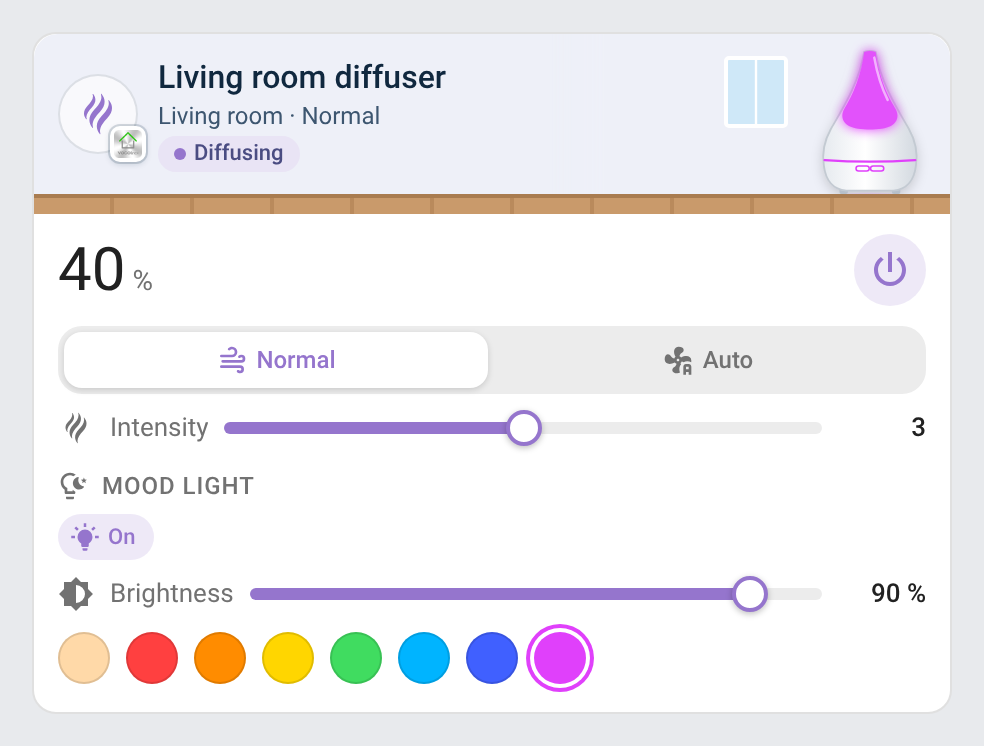 Living room diffuser
Living room · Normal
Diffusing
40 %
Normal
Auto
Intensity
3
MOOD LIGHT
On
Brightness
90 %